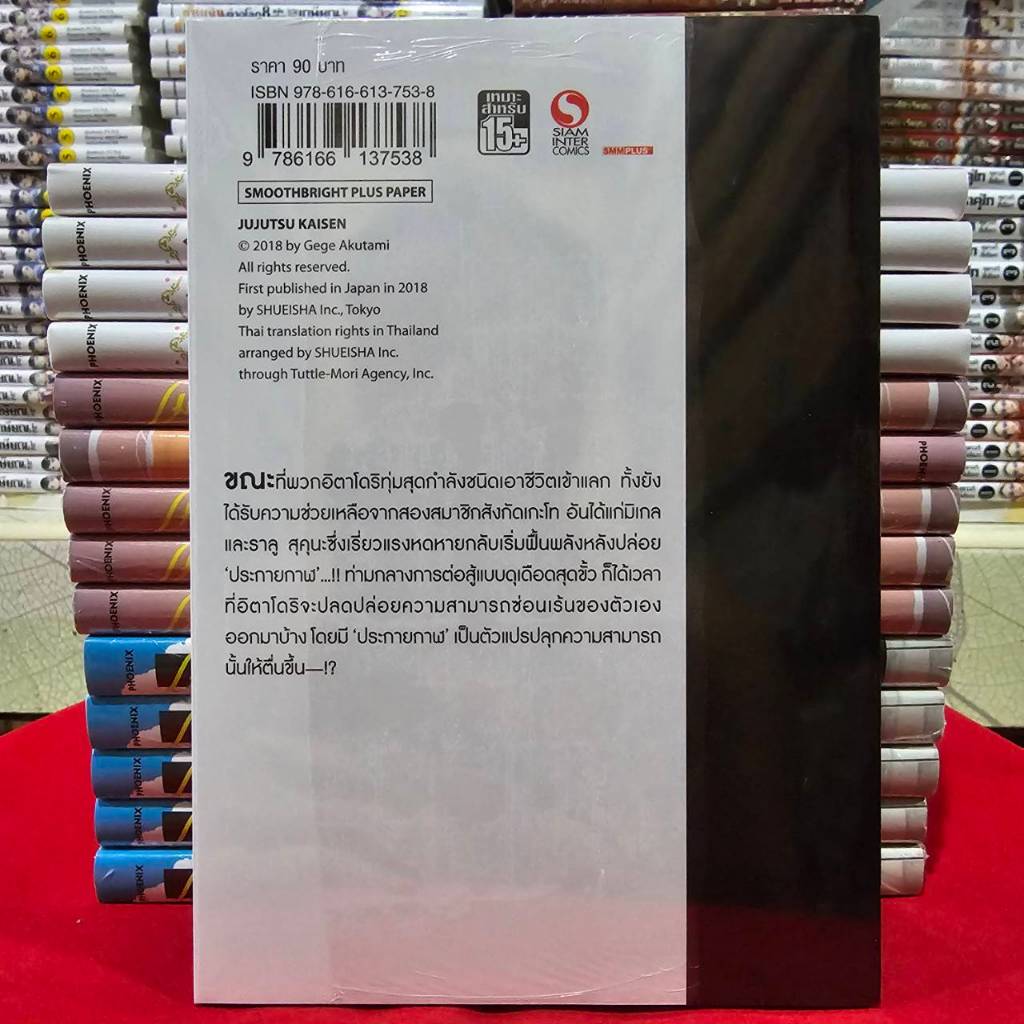 ราคา 90 บาท
ISBN 978-616-613-753-8
9 786166 137538
เหมาะ
สำหรับ
15+
SIAM
INTER
COMICS
SMMPLUS
SMOOTHBRIGHT PLUS PAPER
JUJUTSU KAISEN
© 2018 by Gege Akutami
All rights reserved.
First published in Japan in 2018
by SHUEISHA Inc., Tokyo
Thai translation rights in Thailand
arranged by SHUEISHA Inc.
through Tuttle-Mori Agency, Inc.
ขณะที่พวกอิตาโดริทุ่มสุดกำลังชนิดเอาชีวิตเข้าแลก ทั้งยัง
ได้รับความช่วยเหลือจากสองสมาชิกสังกัดเกะโท อันได้แก่มิเกล
และราลู สุคุนะซึ่งเรี่ยวแรงหดหายกลับเริ่มฟื้นพลังหลังปล่อย
‘ประกายกาฬ’...!! ท่ามกลางการต่อสู้แบบดุเดือดสุดขั้ว ก็ได้เวลา
ที่อิตาโดริจะปลดปล่อยความสามารถซ่อนเร้นของตัวเอง
ออกมาบ้าง โดยมี ‘ประกายกาฬ’ เป็นตัวแปรปลุกความสามารถ
นั้นให้ตื่นขึ้น—!?
PHOENIX
PHOENIX
PHOENIX
PHOENIX
PHOENIX
PHOENIX
PHOENIX
PHOENIX
PHOENIX
PHOENIX
PHOENIX
PHOENIX
PHOENIX
PHOENIX